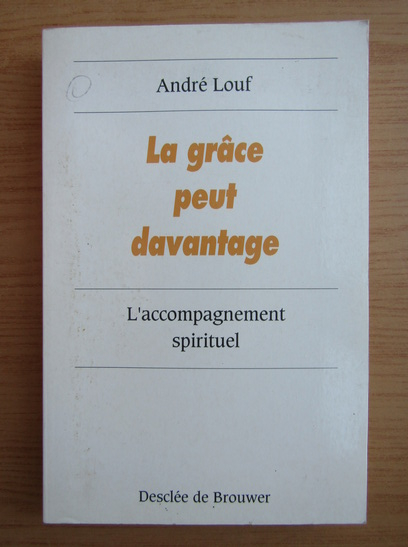 André Louf
La grâce
peut
davantage
L'accompagnement
spirituel
Desclée de Brouwer